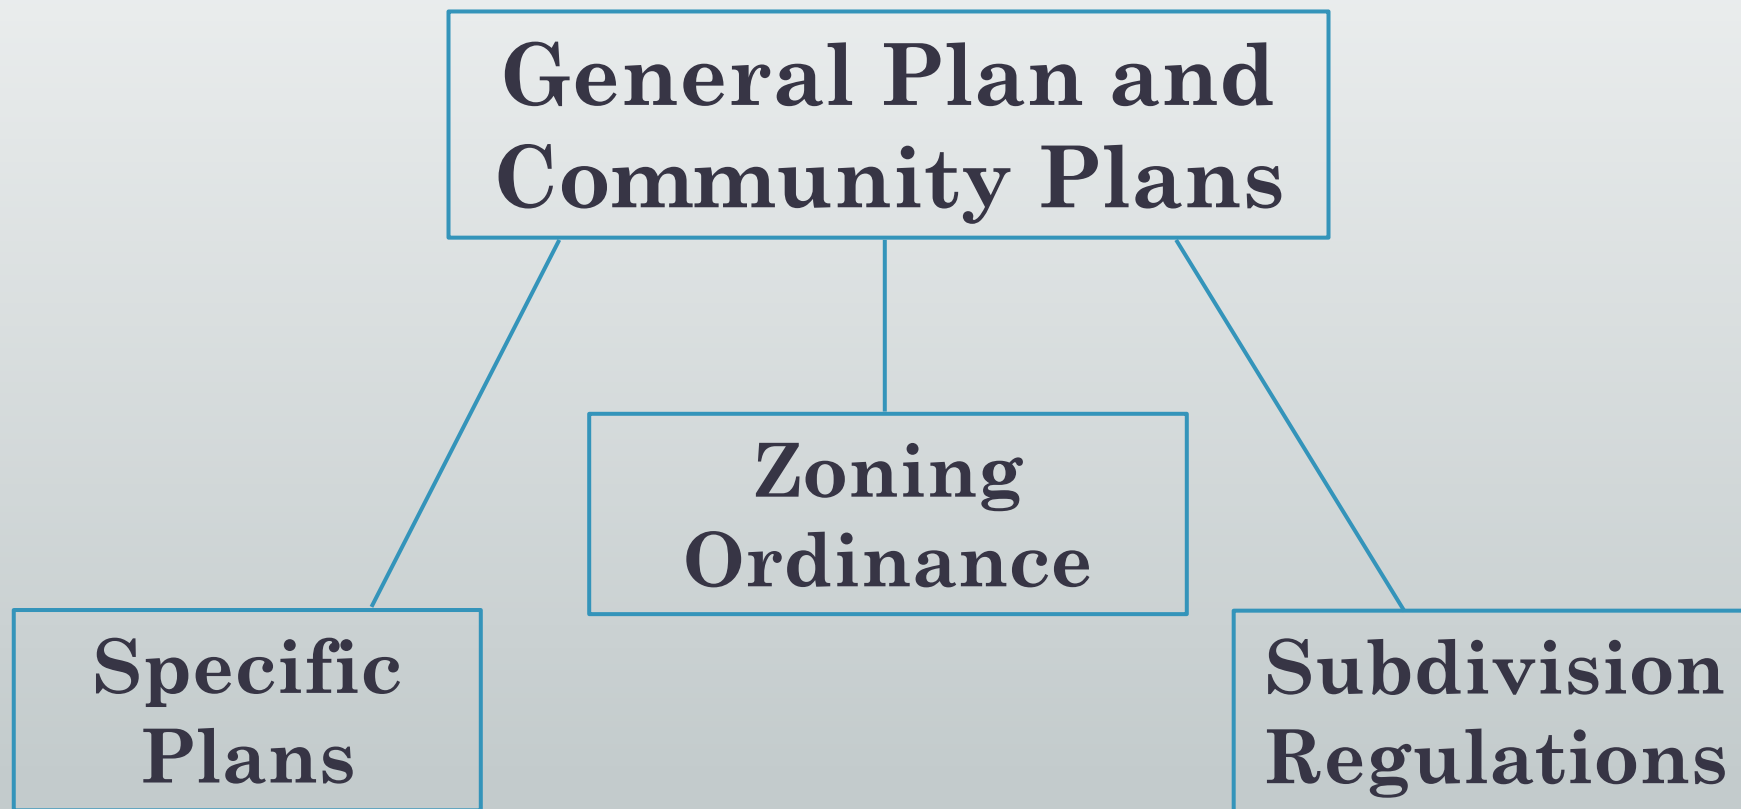 General Plan and
Community Plans
Zoning
Ordinance
Specific
Plans
Subdivision
Regulations